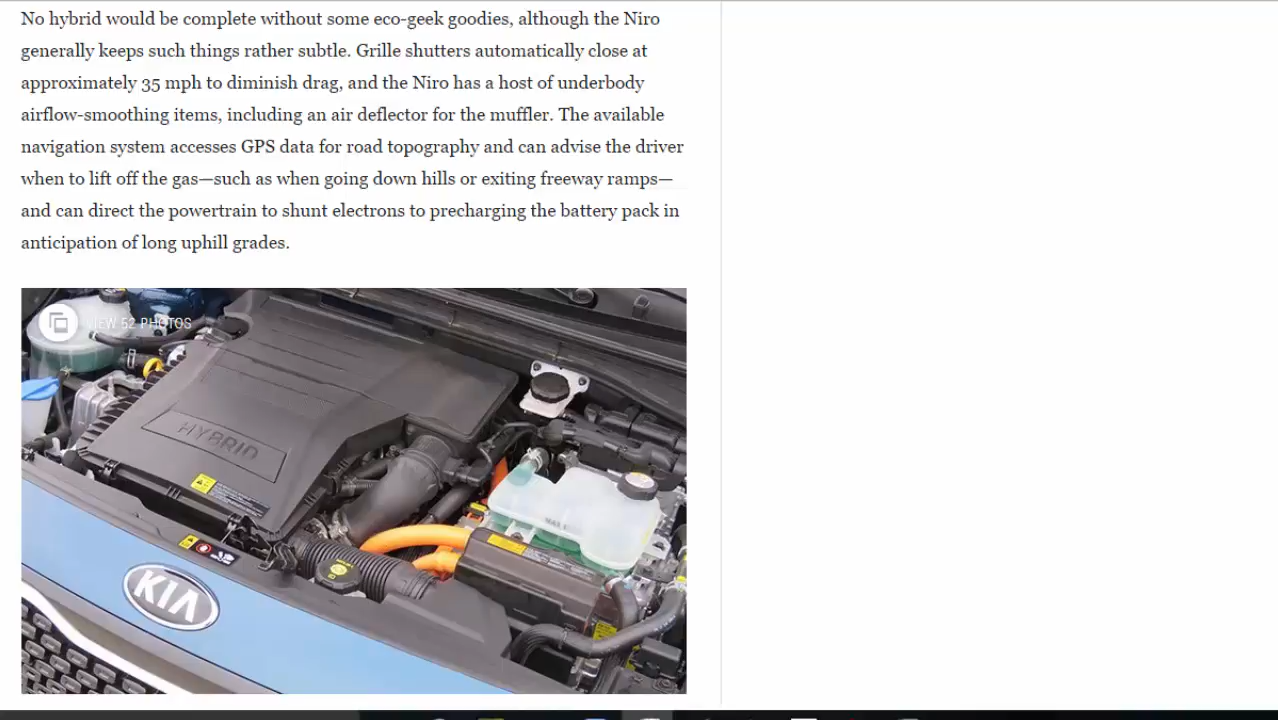 No hybrid would be complete without some eco-geek goodies, although the Niro
generally keeps such things rather subtle. Grille shutters automatically close at
approximately 35 mph to diminish drag, and the Niro has a host of underbody
airflow-smoothing items, including an air deflector for the muffler. The available
navigation system accesses GPS data for road topography and can advise the driver
when to lift off the gas—such as when going down hills or exiting freeway ramps—
and can direct the powertrain to shunt electrons to precharging the battery pack in
anticipation of long uphill grades.
VIEW 52 PHOTOS
HYBRID
KIA